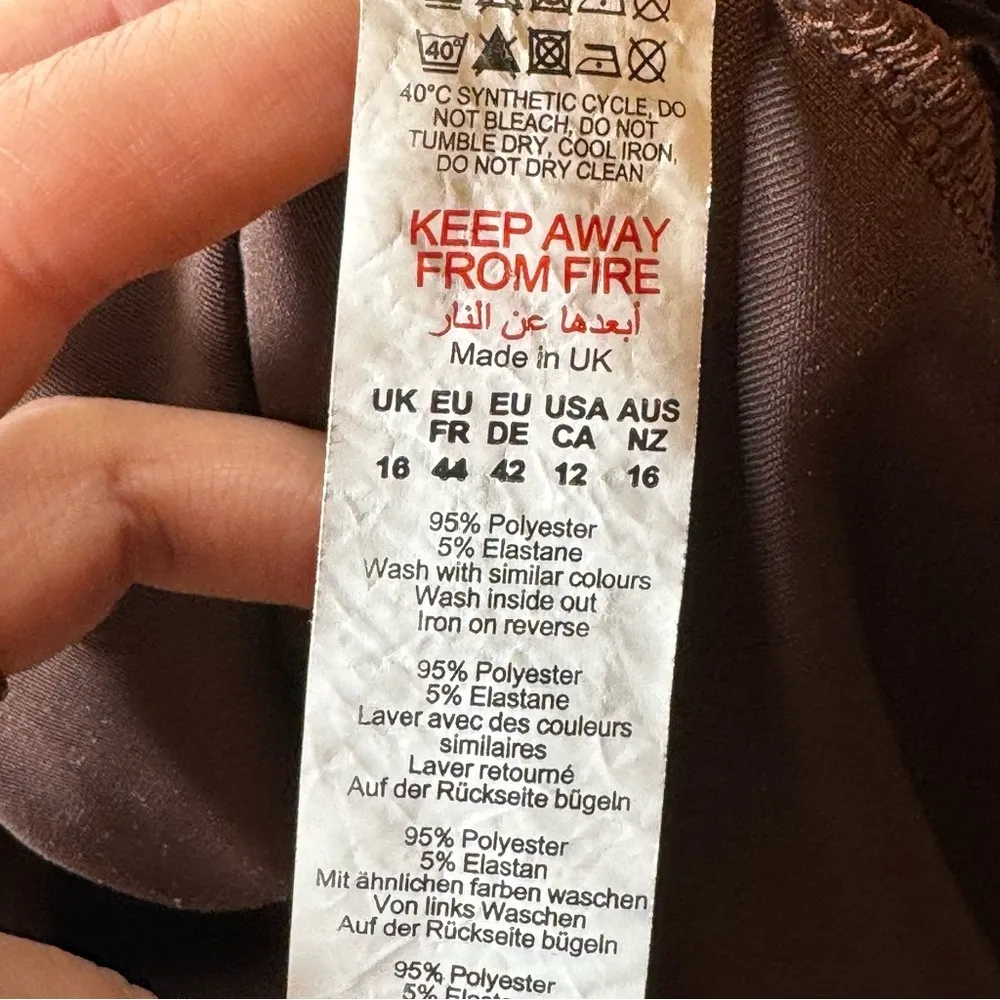 40°
40°C SYNTHETIC CYCLE, DO
NOT BLEACH, DO NOT
TUMBLE DRY, COOL IRON,
DO NOT DRY CLEAN
KEEP AWAY
FROM FIRE
أبعدها عن النار
Made in UK
UK EU EU USA AUS
FR DE CA NZ
16 44 42 12 16
95% Polyester
5% Elastane
Wash with similar colours
Wash inside out
Iron on reverse
95% Polyester
5% Elastane
Laver avec des couleurs
similaires
Laver retourné
Auf der Rückseite bügeln
95% Polyester
5% Elastan
Mit ähnlichen farben waschen
Von links Waschen
Auf der Rückseite bügeln
95% Polyester
5%